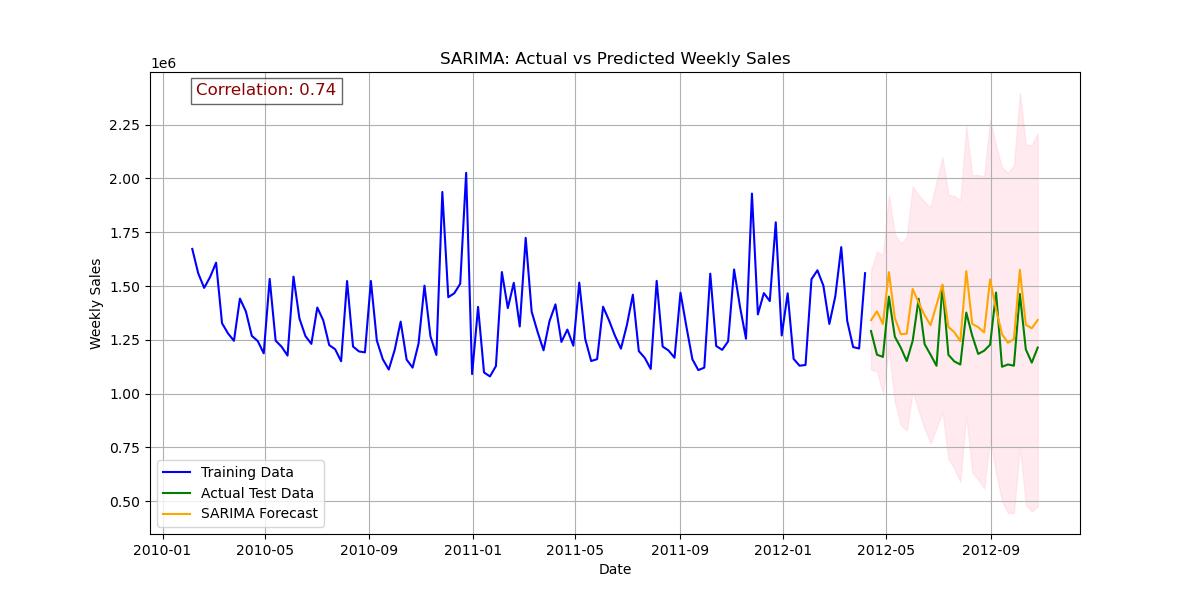 SARIMA: Actual vs Predicted Weekly Sales
1e6
Correlation: 0.74
2.25
2.00
1.75
1.50
1.25
1.00
0.75
0.50
Weekly Sales
Training Data
Actual Test Data
SARIMA Forecast
2010-01 2010-05 2010-09 2011-01 2011-05 2011-09 2012-01 2012-05 2012-09
Date